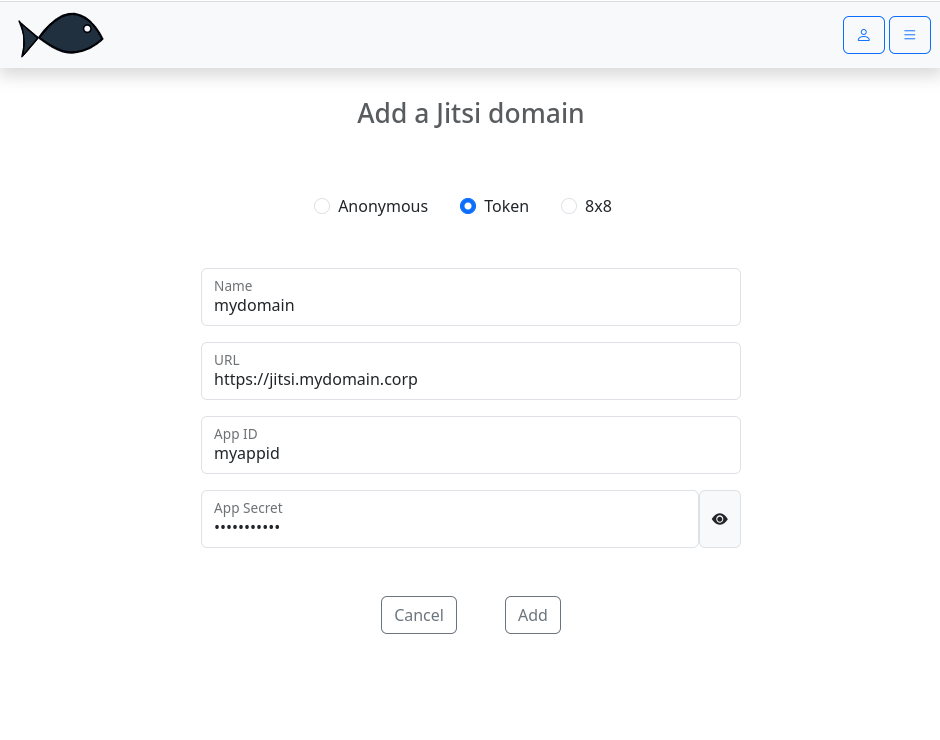 Add a Jitsi domain
Anonymous Token 8x8
Name
mydomain
URL
https://jitsi.mydomain.corp
App ID
myappid
App Secret
•••••••••••
Cancel Add